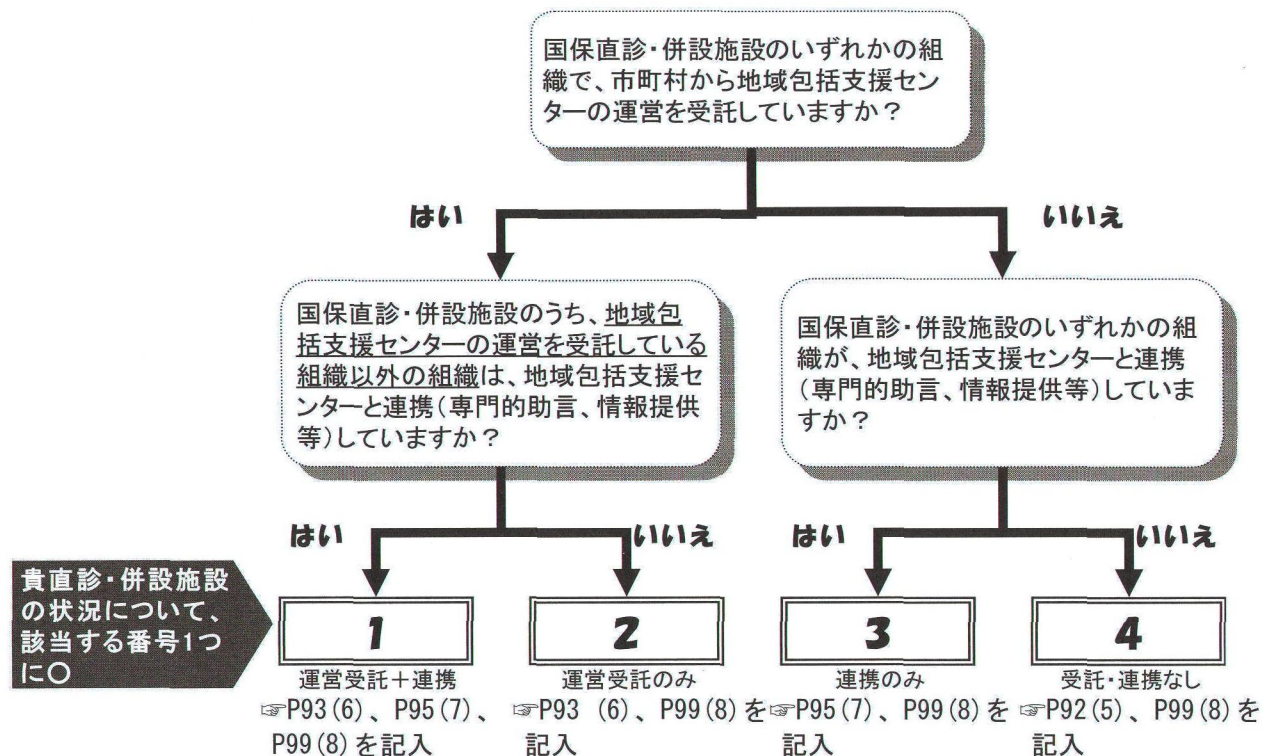 国保直診・併設施設のいずれかの組
織で、市町村から地域包括支援セン
ターの運営を受託していますか?
はい
いいえ
国保直診・併設施設のうち、地域包
括支援センターの運営を受託している
組織以外の組織は、地域包括支援セ
ンターと連携(専門的助言、情報提供
等)していますか?
国保直診・併設施設のいずれかの組
織が、地域包括支援センターと連携
(専門的助言、情報提供等)していま
すか?
はい
いいえ
はい
いいえ
貴直診・併設施設
の状況について、
該当する番号1つ
に○
1
運営受託+連携
☞P93(6)、P95(7)、
P99(8)を記入
2
運営受託のみ
☞P93 (6)、P99(8)を
記入
3
連携のみ
☞P95(7)、P99(8)を
記入
4
受託・連携なし
☞P92(5)、P99(8)を
記入